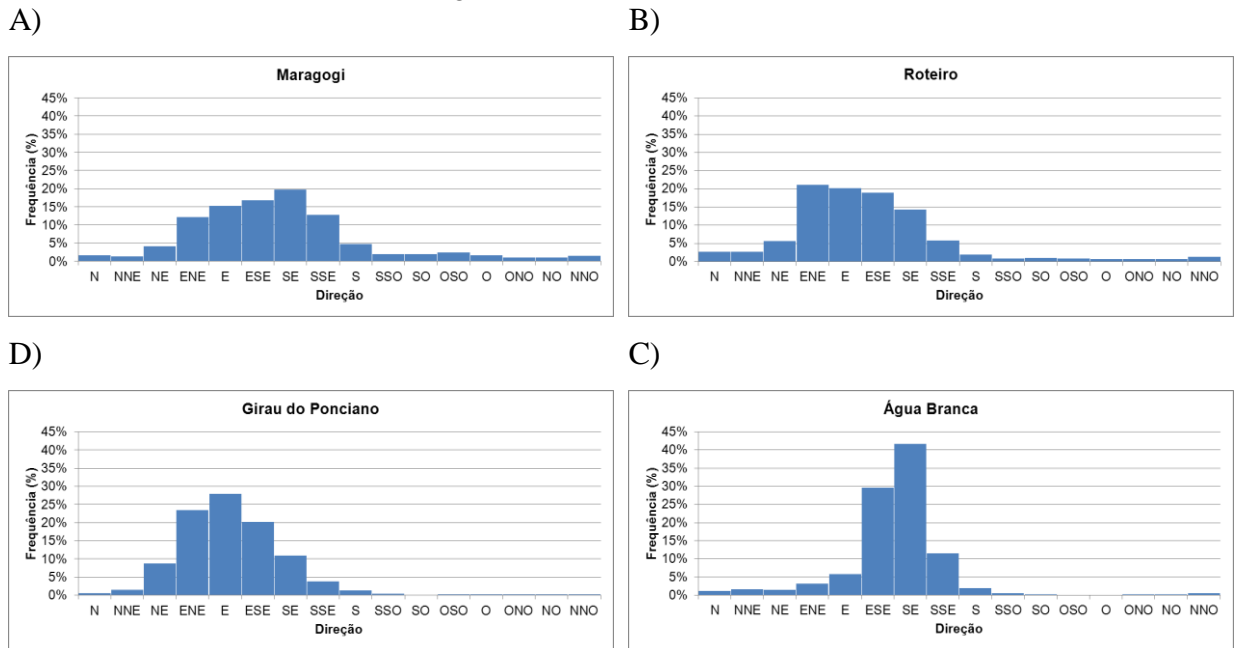 A)
B)
Maragogi
45%
40%
35%
30%
25%
20%
15%
10%
5%
0%
Frequência (%)
N NNE NE ENE E ESE SE SSE S SSO SO OSO O ONO NO NNO
Direção
Roteiro
45%
40%
35%
30%
25%
20%
15%
10%
5%
0%
Frequência (%)
N NNE NE ENE E ESE SE SSE S SSO SO OSO O ONO NO NNO
Direção
D)
C)
Girau do Ponciano
45%
40%
35%
30%
25%
20%
15%
10%
5%
0%
Frequência (%)
N NNE NE ENE E ESE SE SSE S SSO SO OSO O ONO NO NNO
Direção
Água Branca
45%
40%
35%
30%
25%
20%
15%
10%
5%
0%
Frequência (%)
N NNE NE ENE E ESE SE SSE S SSO SO OSO O ONO NO NNO
Direção